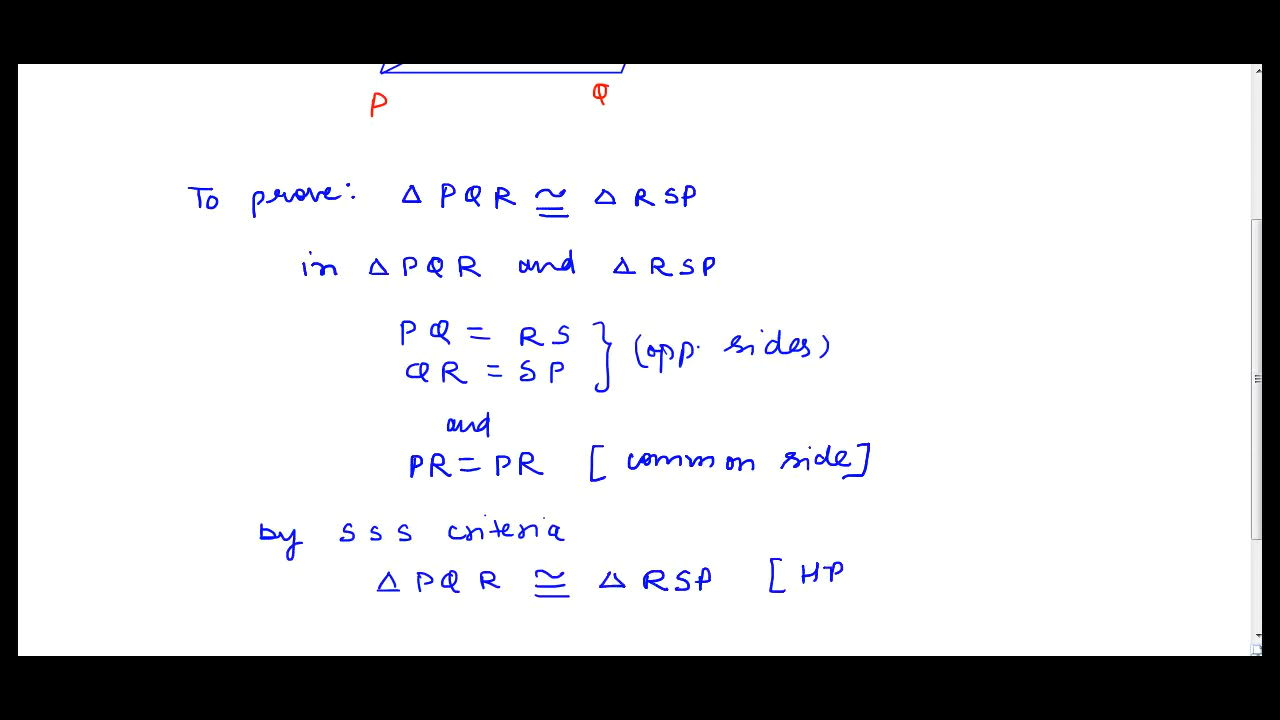 P Q
To prove: Δ PQR ≅ Δ RSP
in Δ PQR and Δ RSP
PQ = RS
QR = SP } (opp. sides)
and
PR = PR [common side]
by SSS criteria
Δ PQR ≅ Δ RSP [HP